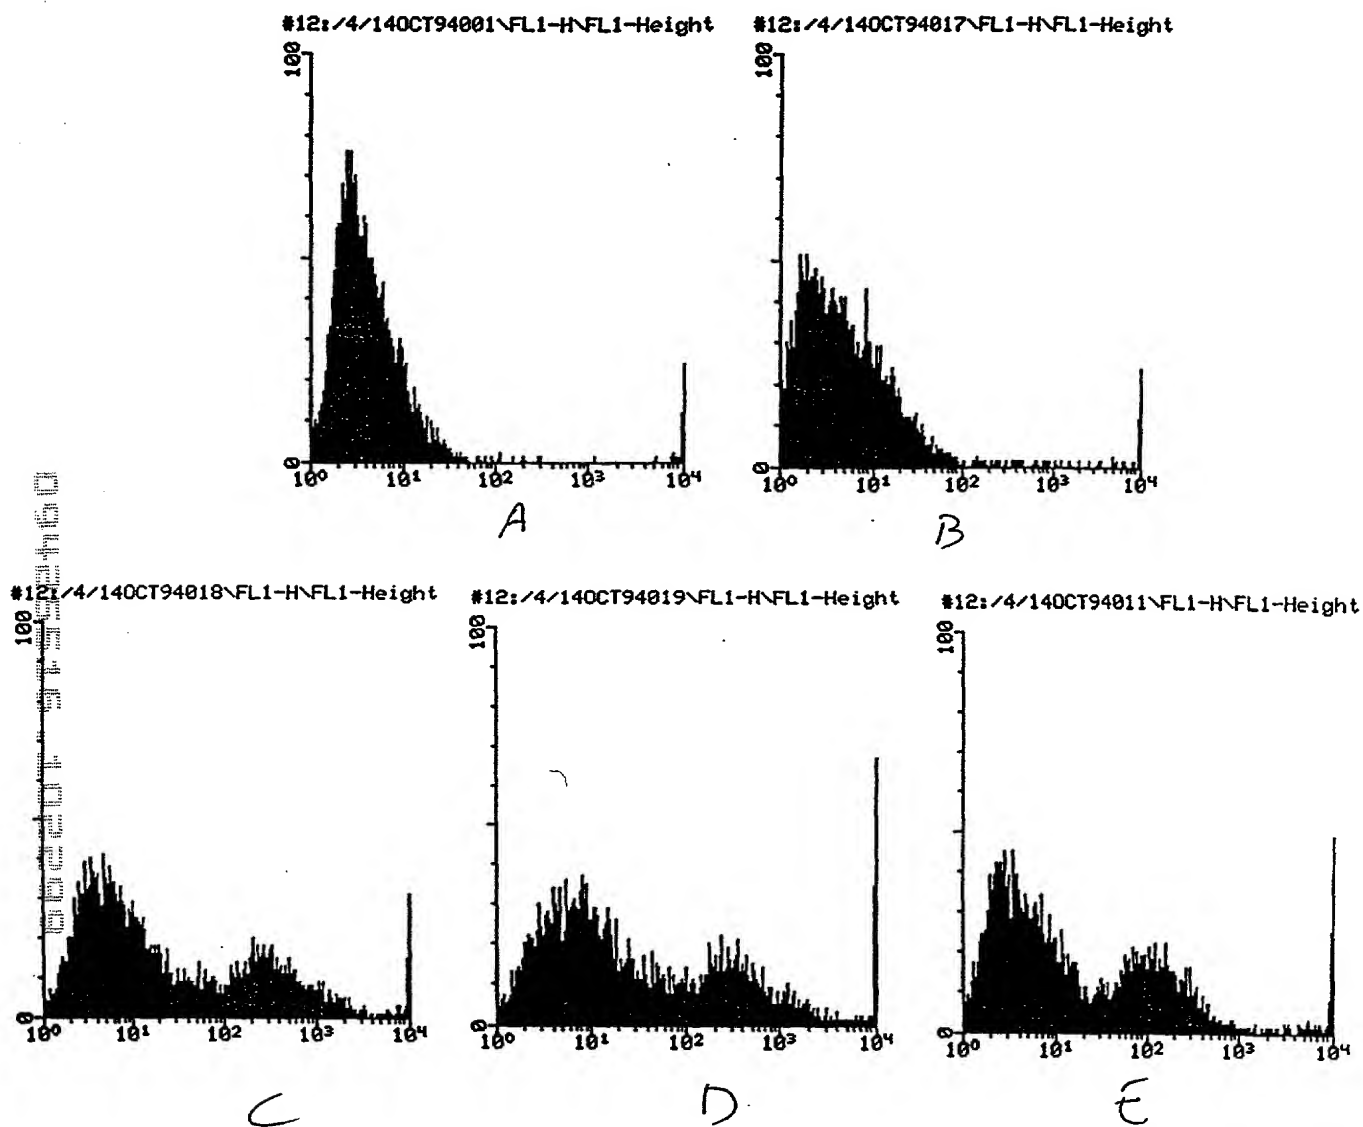 #12:/4/14OCT94001\FL1-H\FL1-Height
#12:/4/14OCT94017\FL1-H\FL1-Height
100
100
0
0
10⁰ 10¹ 10² 10³ 10⁴
10⁰ 10¹ 10² 10³ 10⁴
A
B
#12:/4/14OCT94018\FL1-H\FL1-Height
#12:/4/14OCT94019\FL1-H\FL1-Height
#12:/4/14OCT94011\FL1-H\FL1-Height
100
100
100
0
0
0
10⁰ 10¹ 10² 10³ 10⁴
10⁰ 10¹ 10² 10³ 10⁴
10⁰ 10¹ 10² 10³ 10⁴
C
D
E